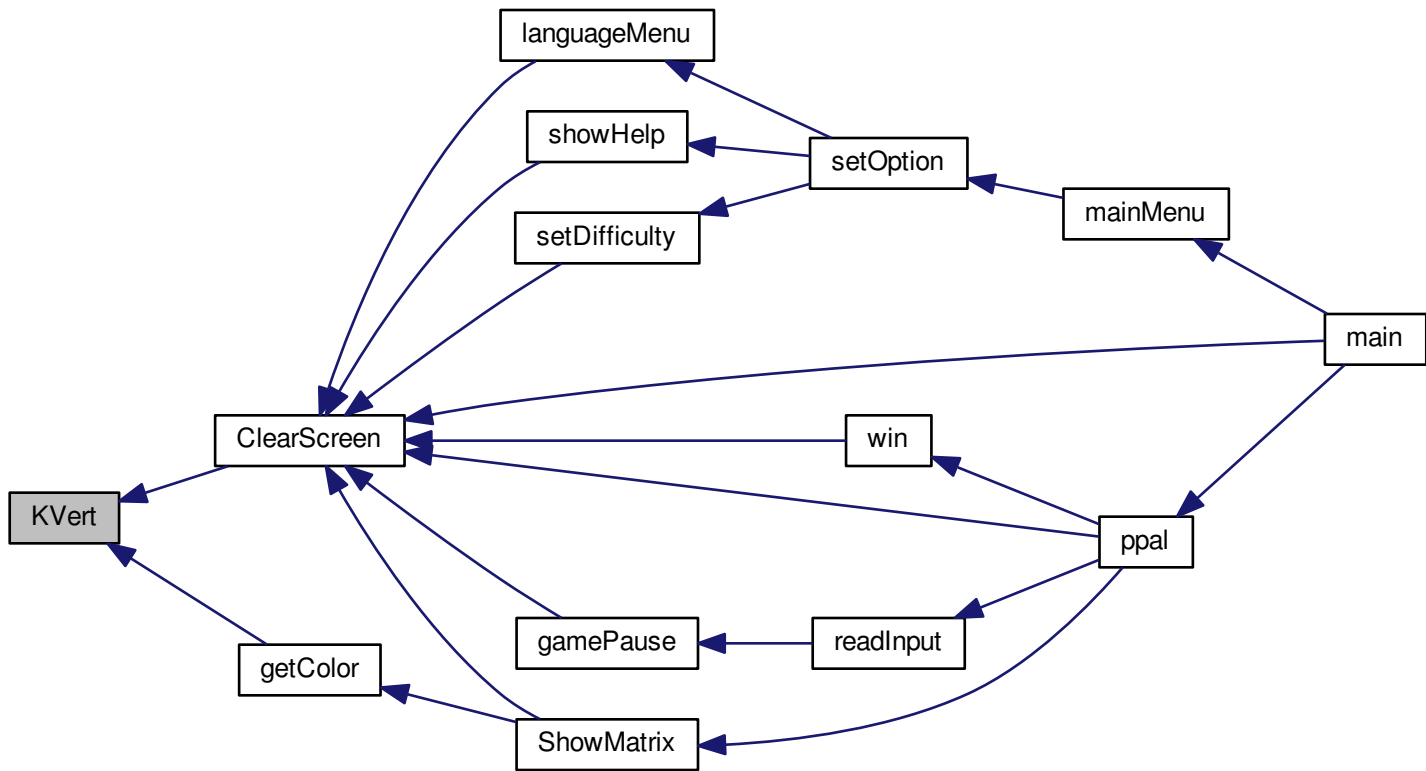 languageMenu
showHelp
setOption
mainMenu
setDifficulty
main
ClearScreen
win
KVert
ppal
gamePause
readInput
getColor
ShowMatrix